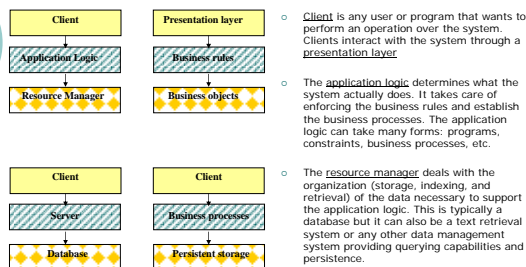 Client
Application Logic
Resource Manager
Presentation layer
Business rules
Business objects
Client
Server
Database
Client
Business processes
Persistent storage
o Client is any user or program that wants to
perform an operation over the system.
Clients interact with the system through a
presentation layer
o The application logic determines what the
system actually does. It takes care of
enforcing the business rules and establish
the business processes. The application
logic can take many forms: programs,
constraints, business processes, etc.
o The resource manager deals with the
organization (storage, indexing, and
retrieval) of the data necessary to support
the application logic. This is typically a
database but it can also be a text retrieval
system or any other data management
system providing querying capabilities and
persistence.